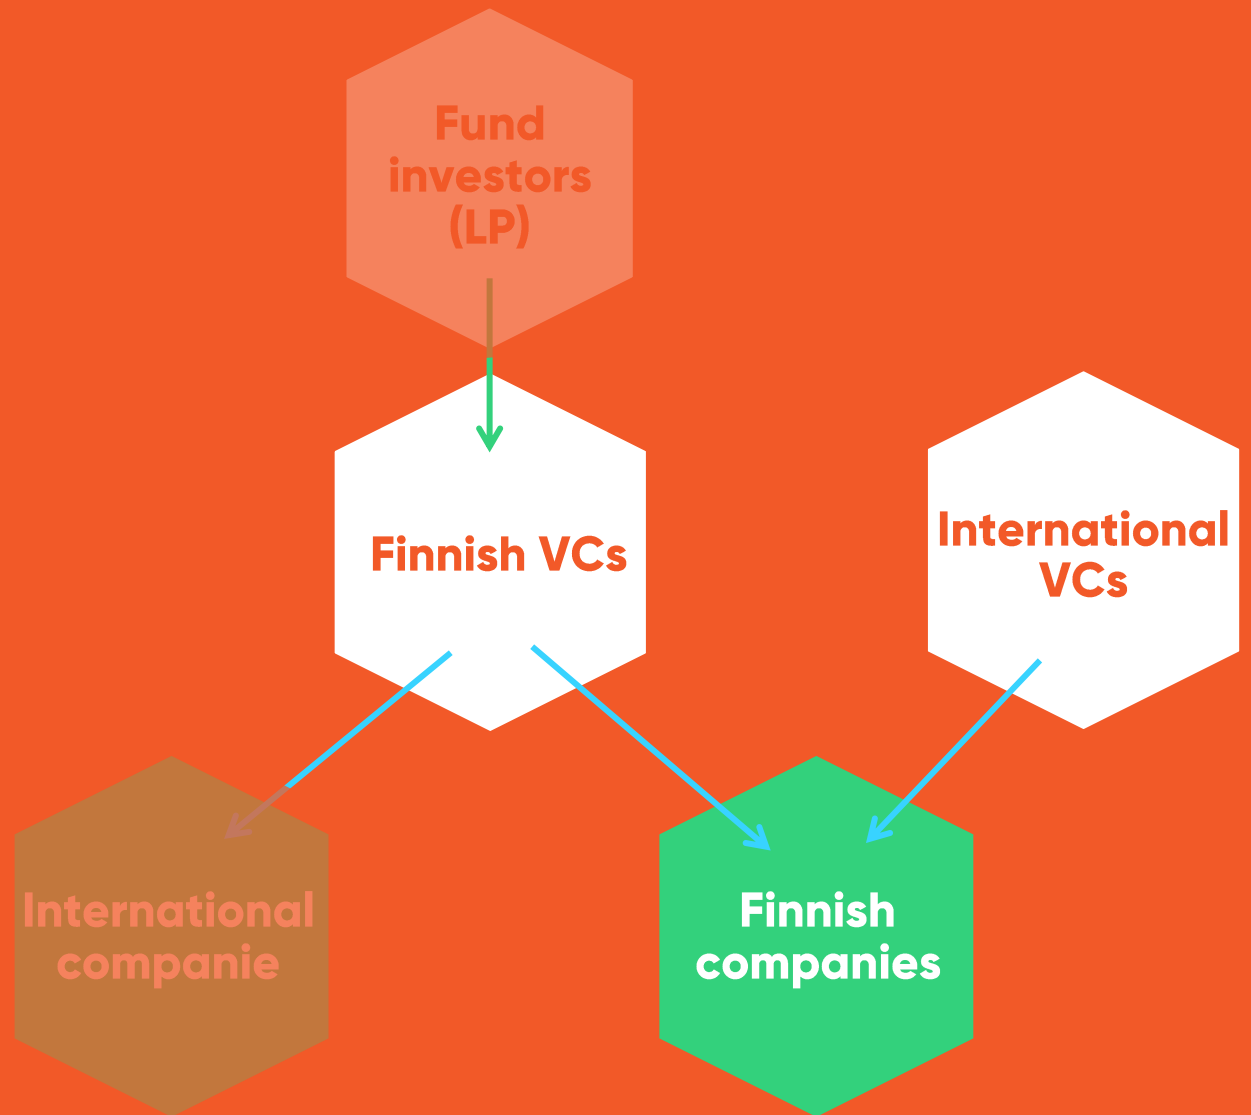 Fund
investors
(LP)
Finnish VCs
International
VCs
International
companie
Finnish
companies